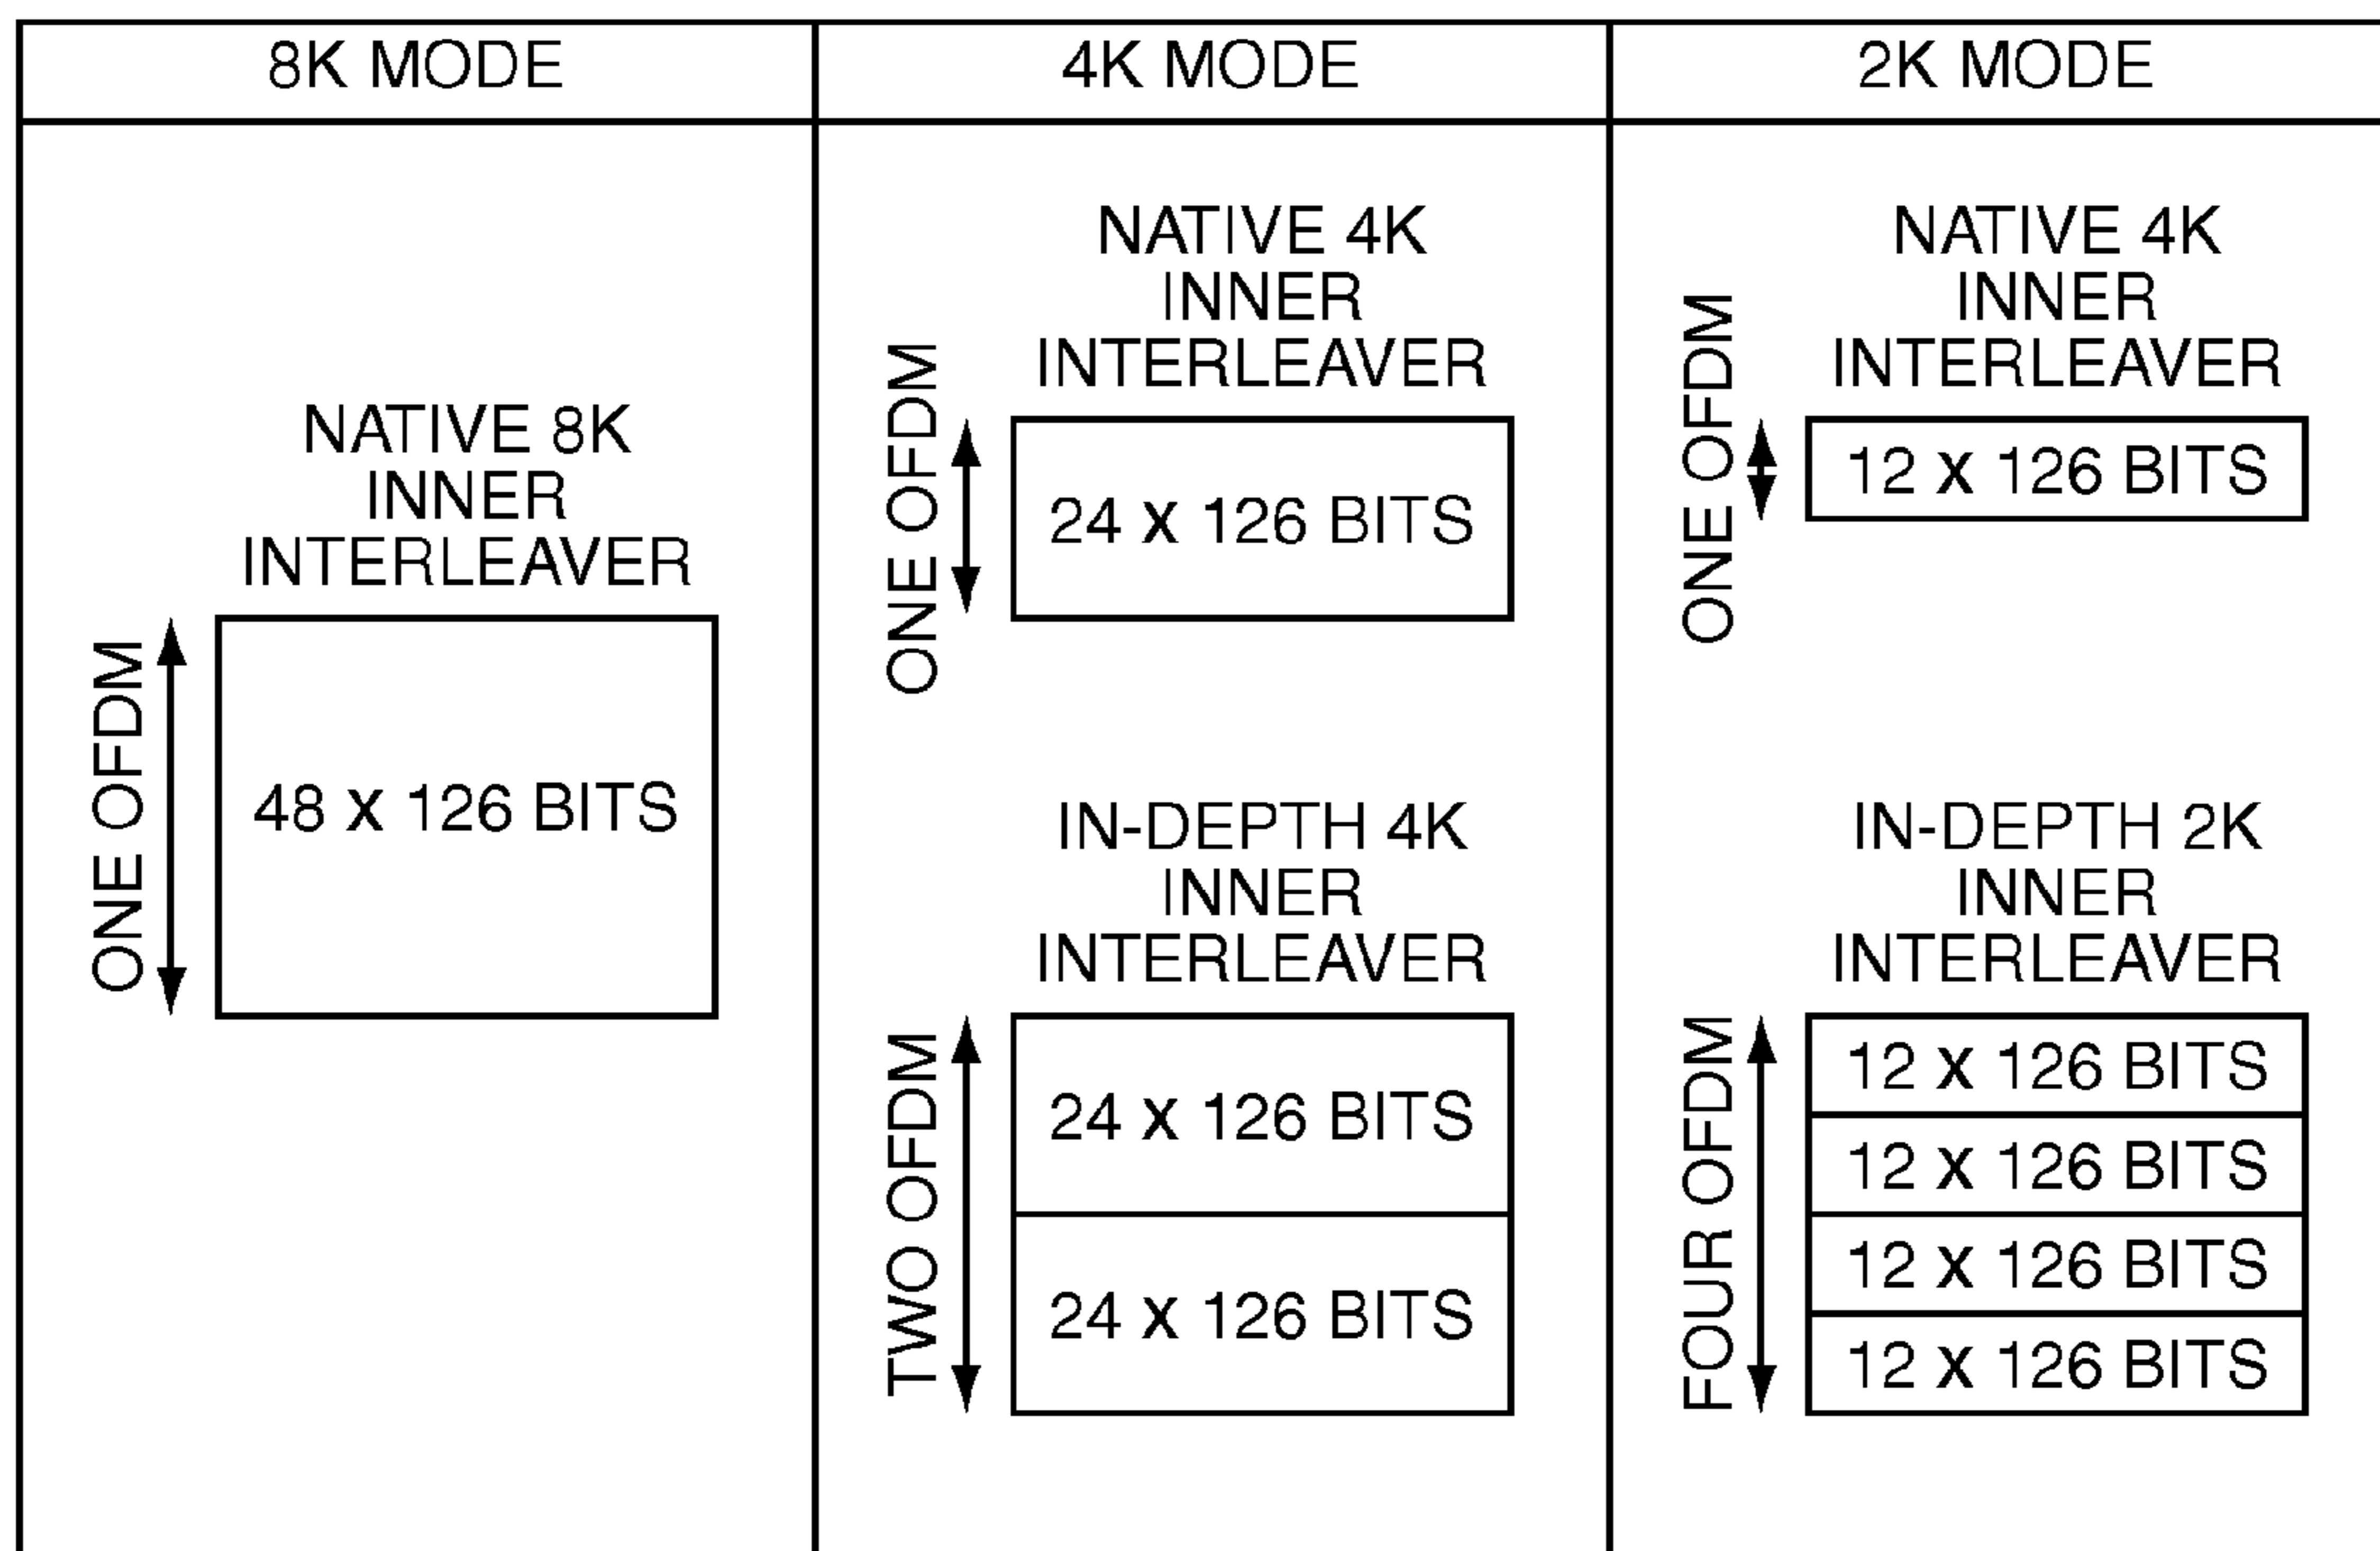 8K MODE
4K MODE
2K MODE
NATIVE 8K
INNER
INTERLEAVER
ONE OFDM
48 X 126 BITS
NATIVE 4K
INNER
INTERLEAVER
ONE OFDM
24 X 126 BITS
IN-DEPTH 4K
INNER
INTERLEAVER
TWO OFDM
24 X 126 BITS
24 X 126 BITS
NATIVE 4K
INNER
INTERLEAVER
ONE OFDM
12 X 126 BITS
IN-DEPTH 2K
INNER
INTERLEAVER
FOUR OFDM
12 X 126 BITS
12 X 126 BITS
12 X 126 BITS
12 X 126 BITS